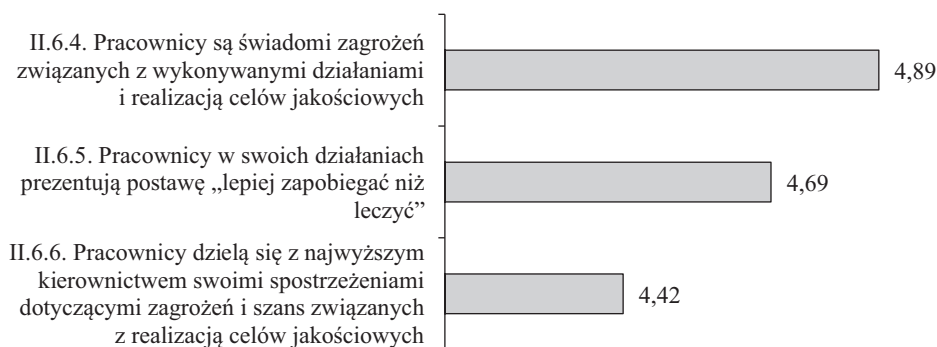 II.6.4. Pracownicy są świadomi zagrożeń
związanych z wykonywanymi działaniami
i realizacją celów jakościowych
4,89
II.6.5. Pracownicy w swoich działaniach
prezentują postawę „lepiej zapobiegać niż
leczyć”
4,69
II.6.6. Pracownicy dzielą się z najwyższym
kierownictwem swoimi spostrzeżeniami
dotyczącymi zagrożeń i szans związanych
z realizacją celów jakościowych
4,42